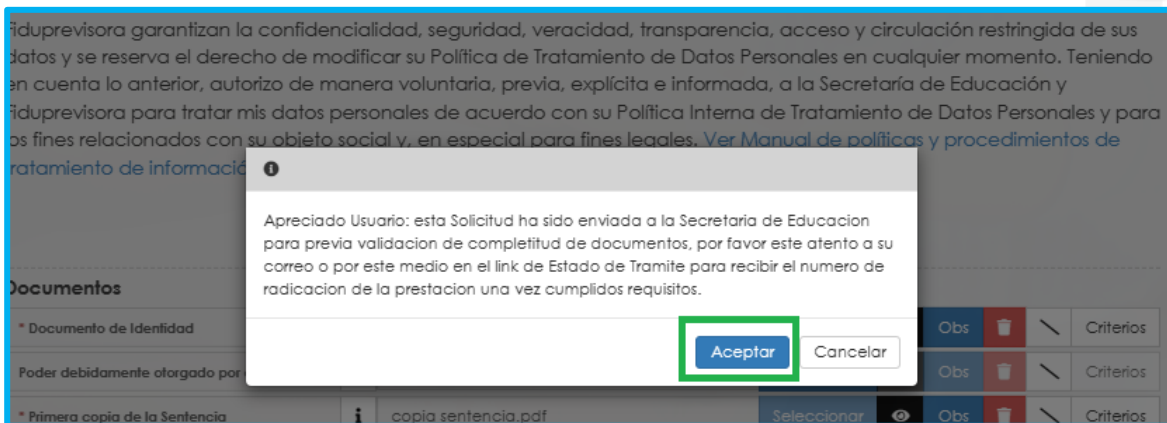 iduprevisora garantizan la confidencialidad, seguridad, veracidad, transparencia, acceso y circulación restringida de sus
datos y se reserva el derecho de modificar su Política de Tratamiento de Datos Personales en cualquier momento. Teniendo
en cuenta lo anterior, autorizo de manera voluntaria, previa, explícita e informada, a la Secretaría de Educación y
iduprevisora para tratar mis datos personales de acuerdo con su Política Interna de Tratamiento de Datos Personales y para
os fines relacionados con su objeto social y, en especial para fines legales. Ver Manual de políticas y procedimientos de
ratamiento de informació
Apreciado Usuario: esta Solicitud ha sido enviada a la Secretaria de Educacion
para previa validacion de completitud de documentos, por favor este atento a su
correo o por este medio en el link de Estado de Tramite para recibir el numero de
radicacion de la prestacion una vez cumplidos requisitos.
Aceptar Cancelar
Documentos
* Documento de Identidad Obs Criterios
Poder debidamente otorgado por Obs Criterios
* Primera copia de la Sentencia i copia sentencia.pdf Seleccionar Obs Criterios